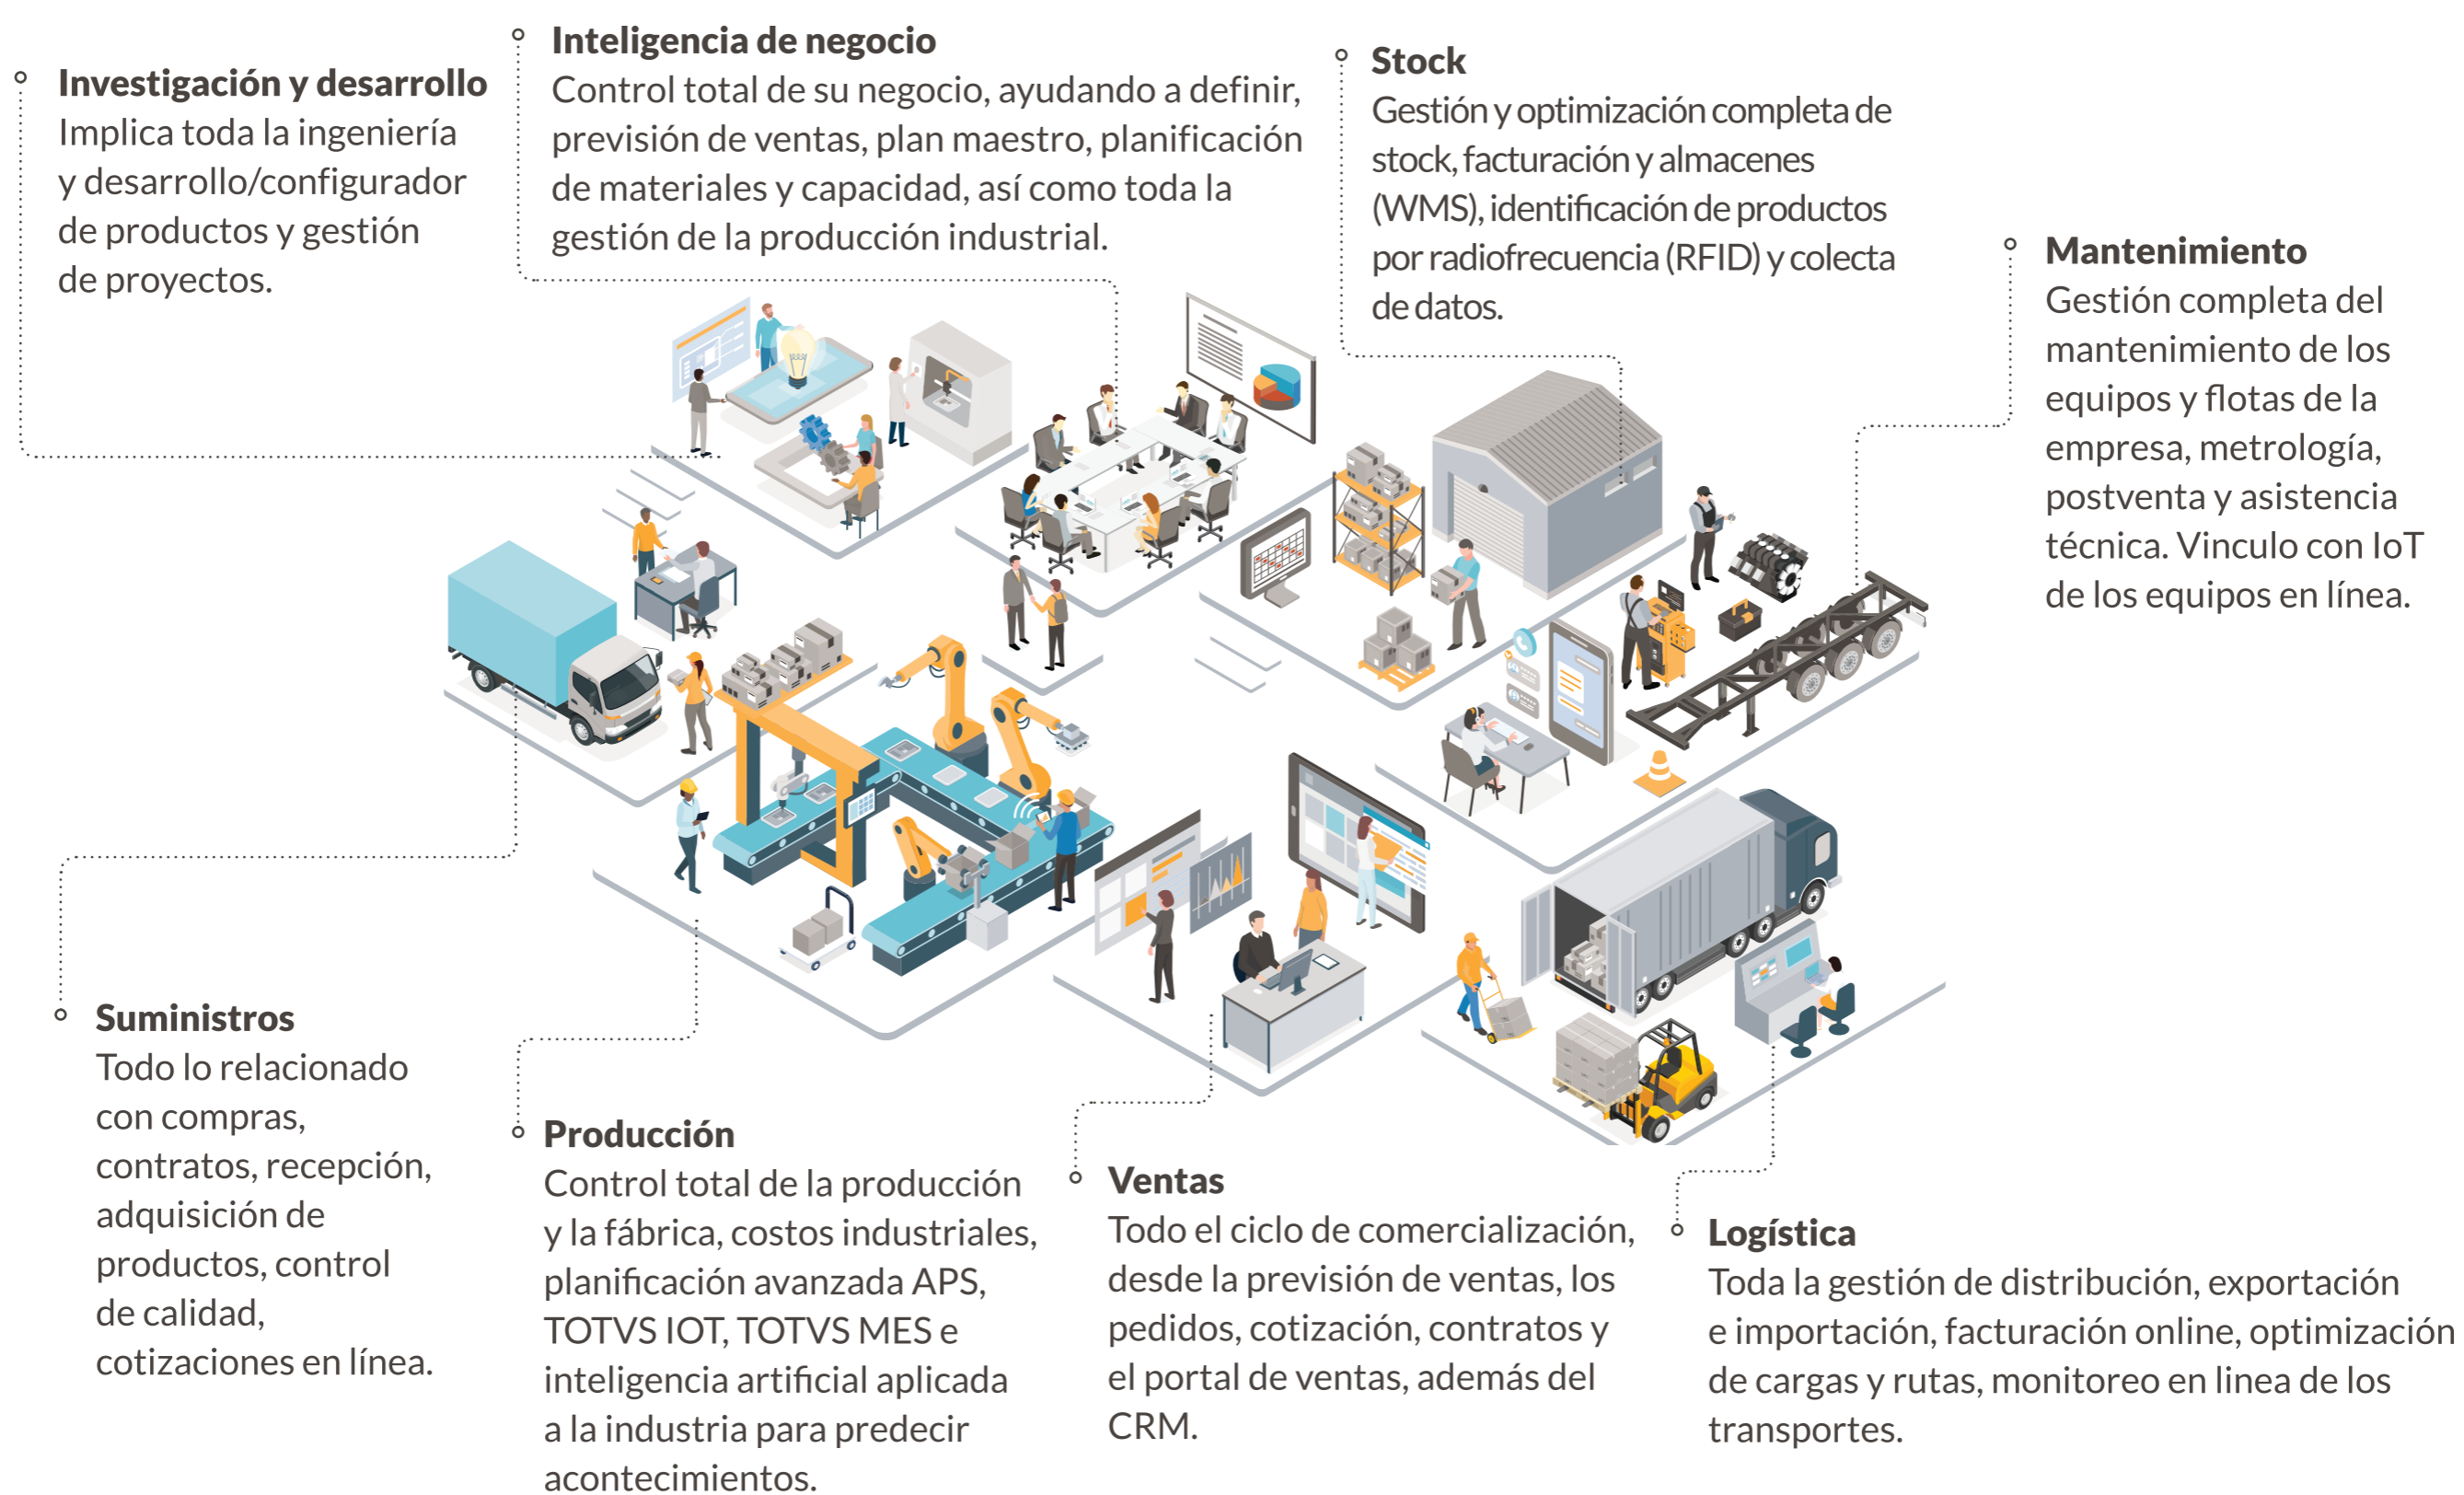 Investigación y desarrollo
Implica toda la ingeniería
y desarrollo/configurador
de productos y gestión
de proyectos.
Inteligencia de negocio
Control total de su negocio, ayudando a definir,
previsión de ventas, plan maestro, planificación
de materiales y capacidad, así como toda la
gestión de la producción industrial.
Stock
Gestión y optimización completa de
stock, facturación y almacenes
(WMS), identificación de productos
por radiofrecuencia (RFID) y colecta
de datos.
Mantenimiento
Gestión completa del
mantenimiento de los
equipos y flotas de la
empresa, metrología,
postventa y asistencia
técnica. Vinculo con IoT
de los equipos en línea.
Suministros
Todo lo relacionado
con compras,
contratos, recepción,
adquisición de
productos, control
de calidad,
cotizaciones en línea.
Producción
Control total de la producción
y la fábrica, costos industriales,
planificación avanzada APS,
TOTVS IOT, TOTVS MES e
inteligencia artificial aplicada
a la industria para predecir
acontecimientos.
Ventas
Todo el ciclo de comercialización,
desde la previsión de ventas, los
pedidos, cotización, contratos y
el portal de ventas, además del
CRM.
Logística
Toda la gestión de distribución, exportación
e importación, facturación online, optimización
de cargas y rutas, monitoreo en linea de los
transportes.